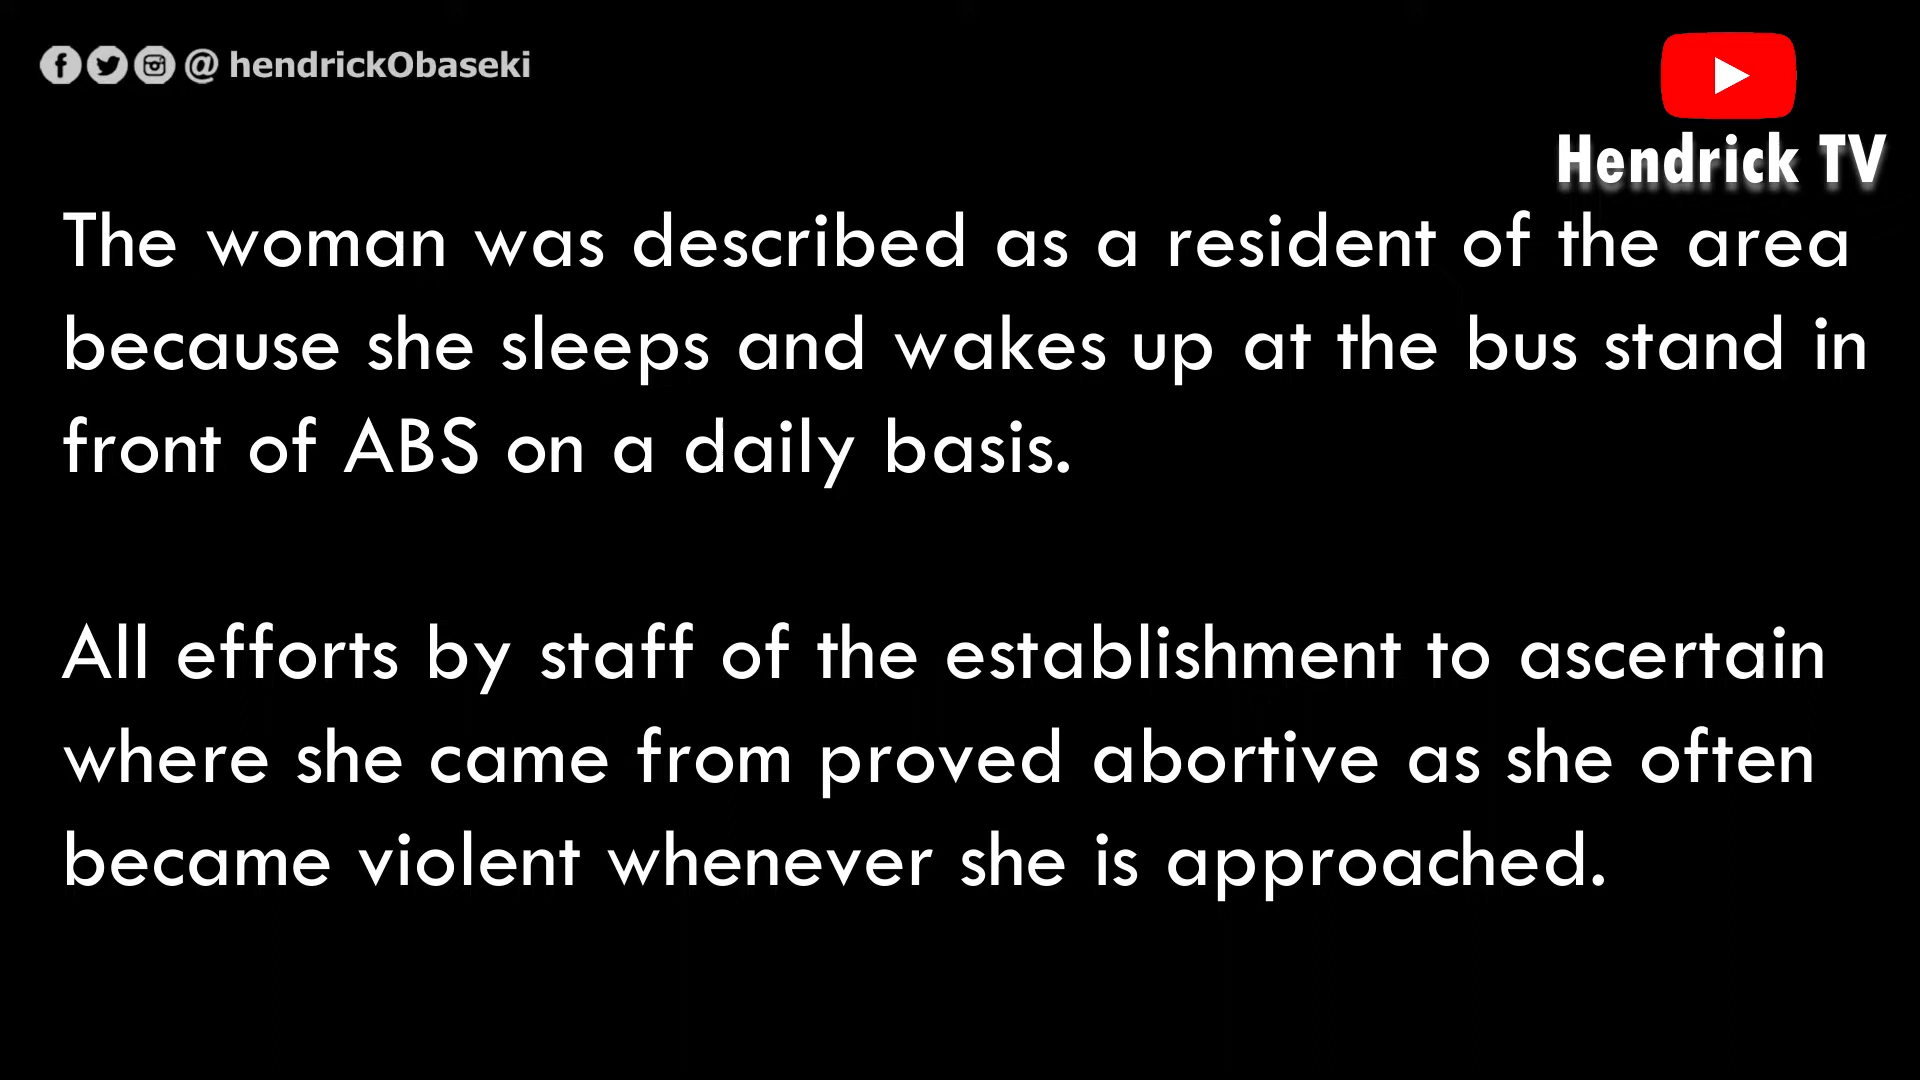 @ hendrickObaseki
Hendrick TV
The woman was described as a resident of the area
because she sleeps and wakes up at the bus stand in
front of ABS on a daily basis.
All efforts by staff of the establishment to ascertain
where she came from proved abortive as she often
became violent whenever she is approached.